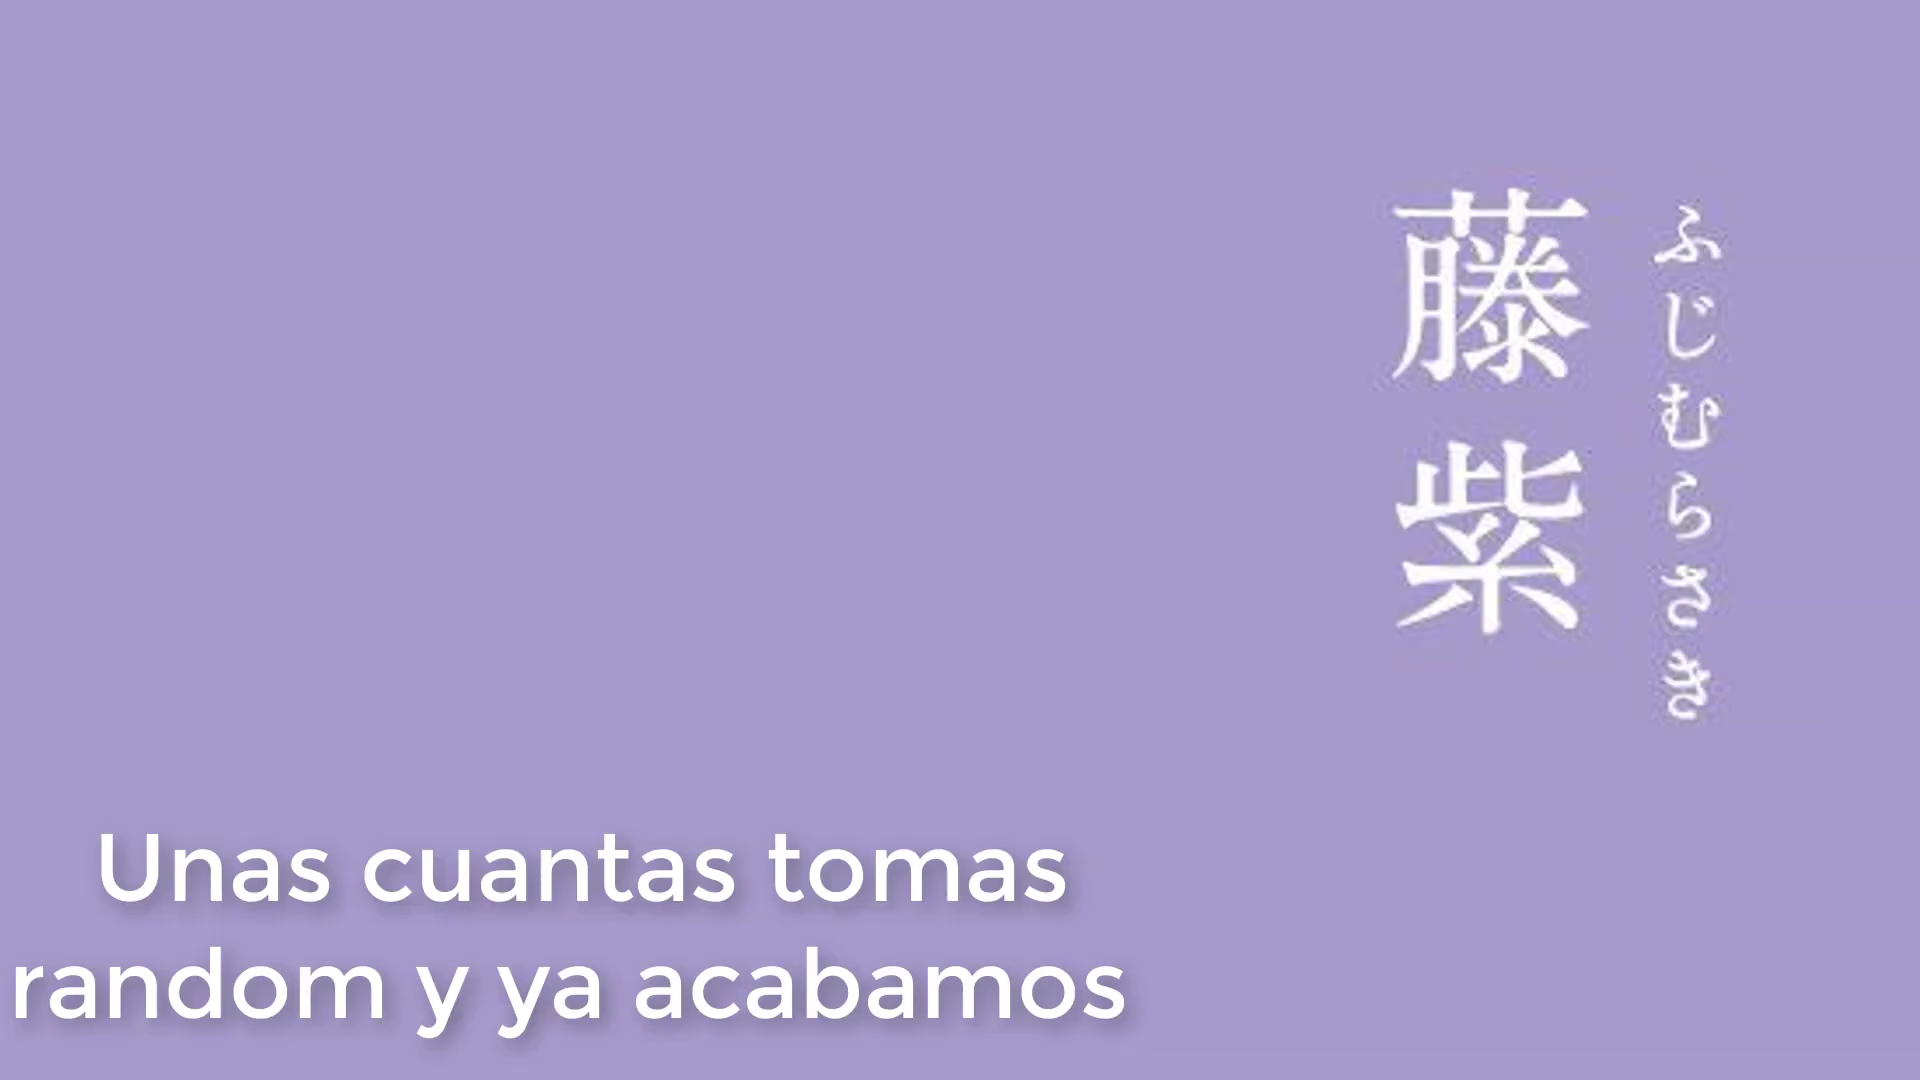 藤紫
ふじむらさき
Unas cuantas tomas
random y ya acabamos